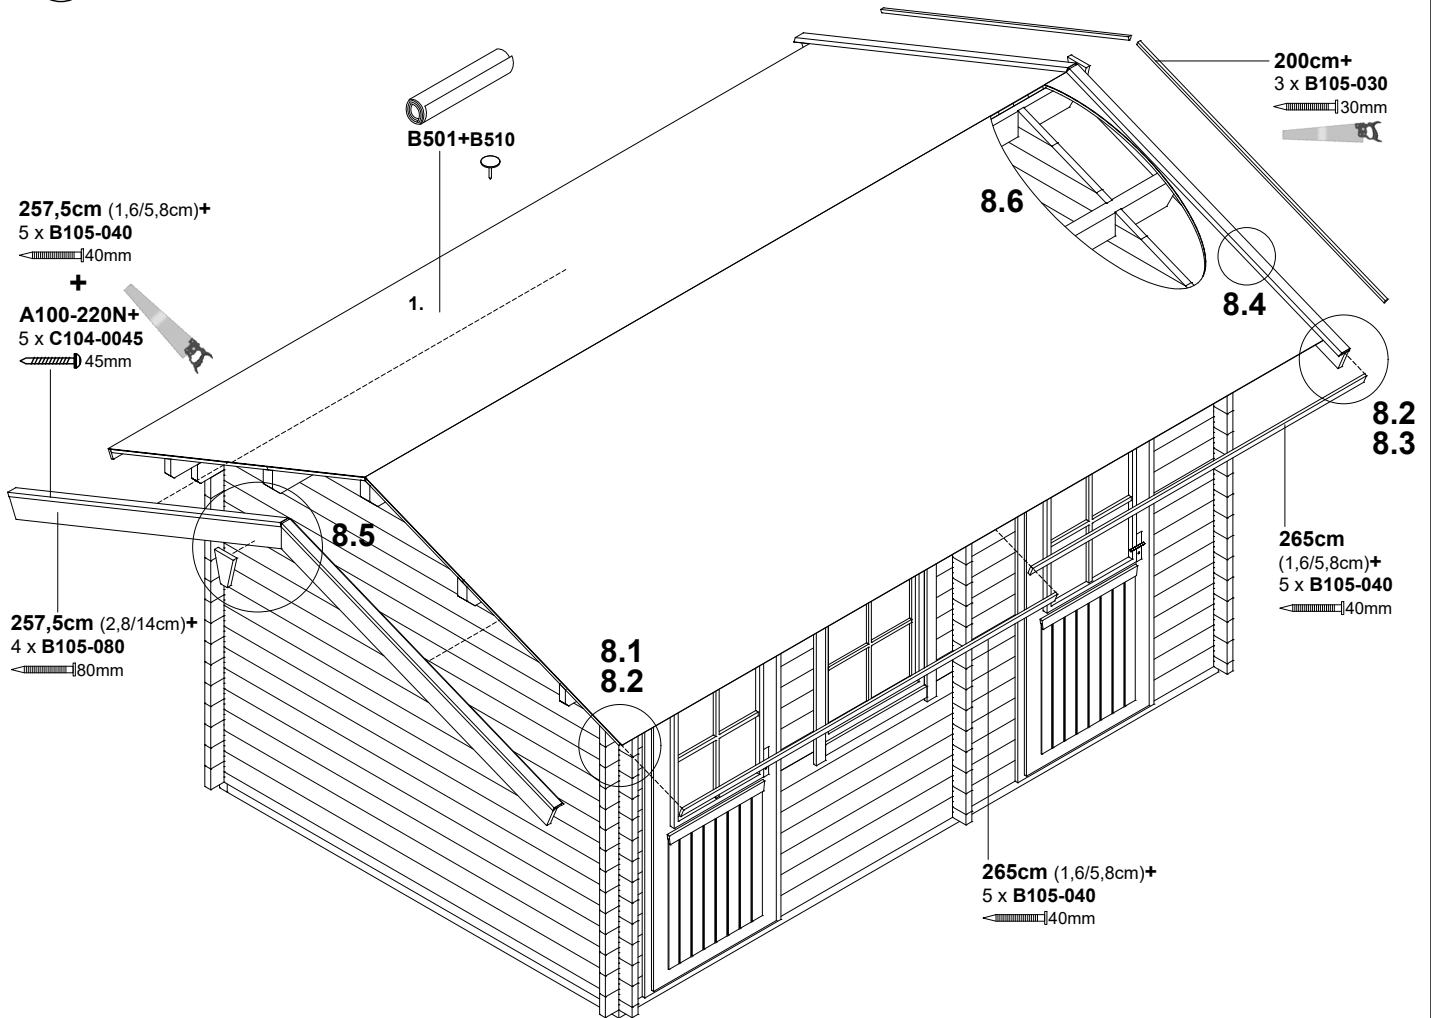 200cm+
3 x B105-030
30mm
B501+B510
257,5cm (1,6/5,8cm)+
5 x B105-040
40mm
+
A100-220N+
5 x C104-0045
45mm
1.
8.6
8.4
8.2
8.3
8.5
265cm
(1,6/5,8cm)+
5 x B105-040
40mm
257,5cm (2,8/14cm)+
4 x B105-080
80mm
8.1
8.2
265cm (1,6/5,8cm)+
5 x B105-040
40mm